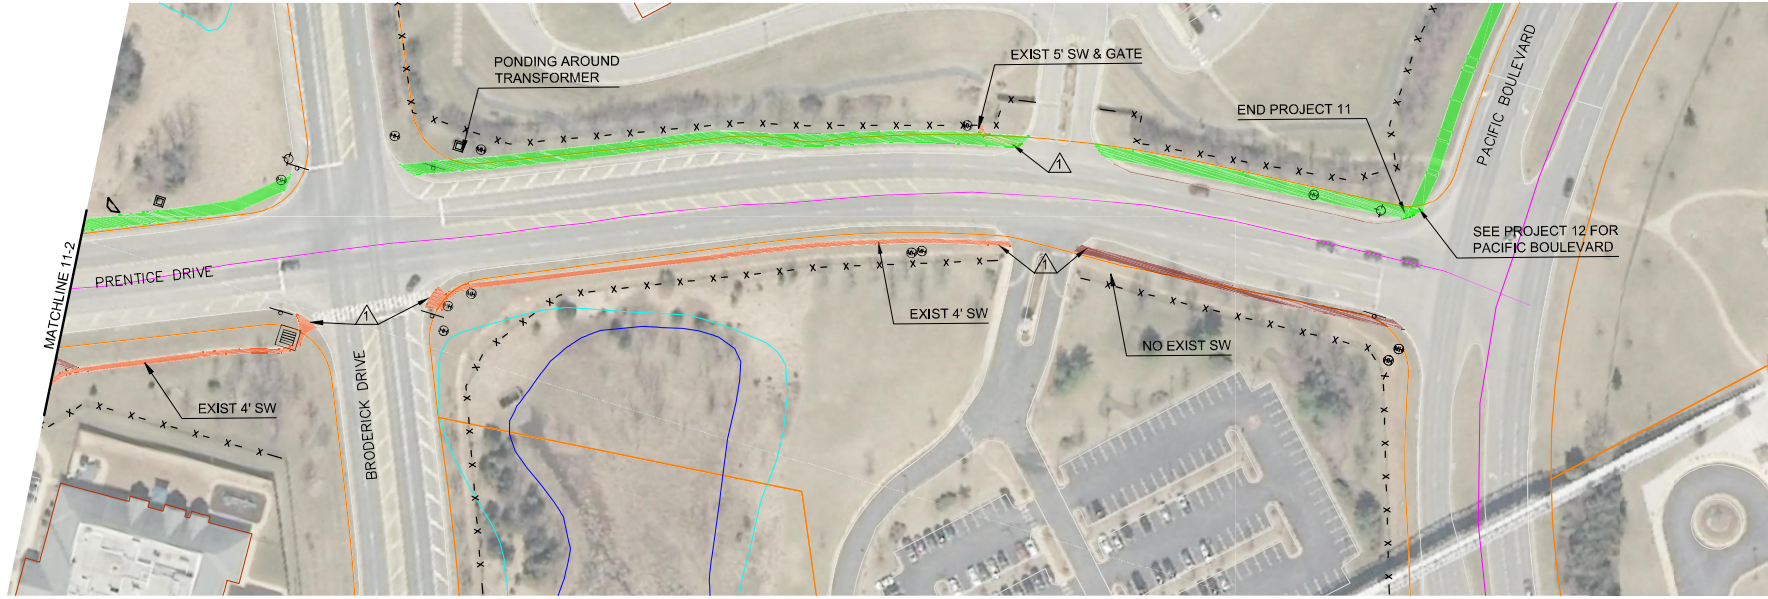 PONDING AROUND
TRANSFORMER
EXIST 5' SW & GATE
END PROJECT 11
PACIFIC BOULEVARD
1
SEE PROJECT 12 FOR
PACIFIC BOULEVARD
MATCHLINE 11-2
PRENTICE DRIVE
1
1
EXIST 4' SW
NO EXIST SW
BRODERICK DRIVE
EXIST 4' SW